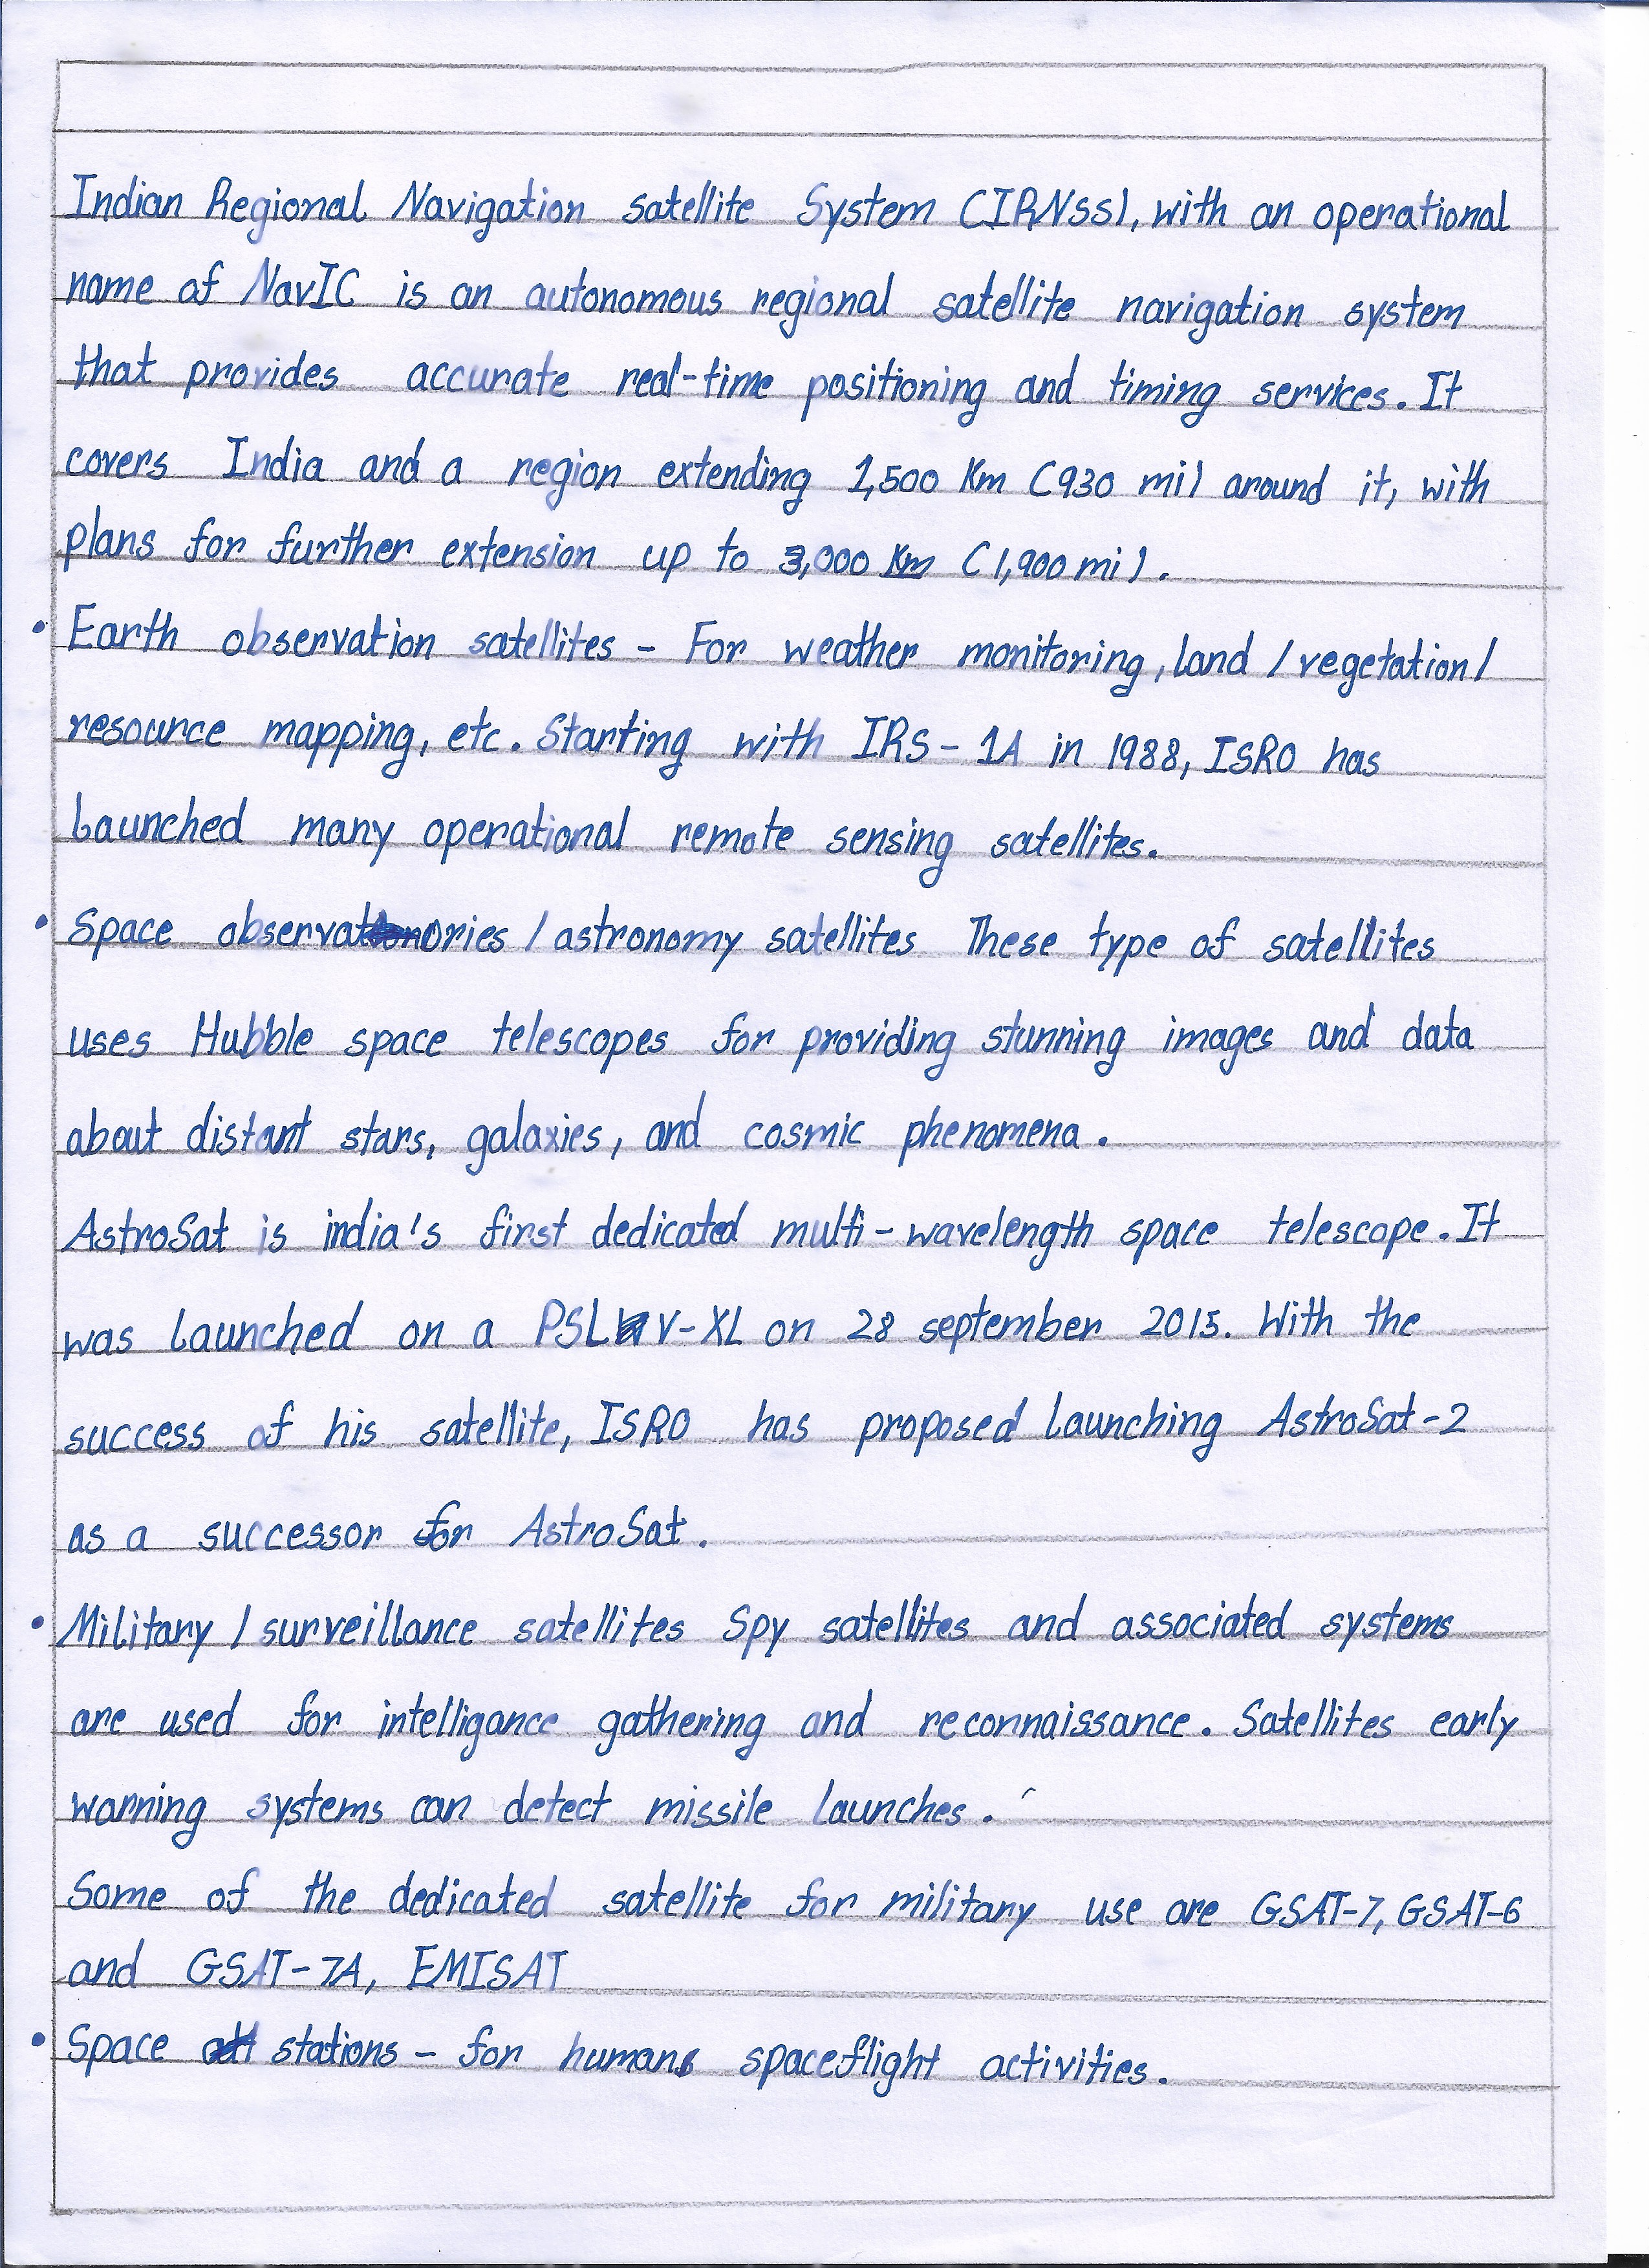 Indian Regional Navigation satellite System (IRNSS), with an operational
name of NavIC is an autonomous regional satellite navigation system
that provides accurate real-time positioning and timing services. It
covers India and a region extending 1,500 Km (930 mi) around it, with
plans for further extension up to 3,000 Km (1,900 mi).
• Earth observation satellites - For weather monitoring, land / vegetation/
resource mapping, etc. Starting with IRS - 1A in 1988, ISRO has
Launched many operational remote sensing satellites.
• Space observatories / astronomy satellites These type of satellites
uses Hubble space telescopes for providing stunning images and data
about distant stars, galaxies, and cosmic phenomena.
AstroSat is india's first dedicated multi-wavelength space telescope. It
was Launched on a PSLV-XL on 28 september 2015. With the
success of his satellite, ISRO has proposed Launching AstroSat-2
as a successor for AstroSat.
• Military / surveillance satellites Spy satellites and associated systems
are used for intelligance gathering and reconnaissance. Satellites early
warning systems can detect missile Launches.
Some of the dedicated satellite for military use are GSAT-7, GSAT-6
and GSAT-7A, EMISAT
• Space stations - for humans spaceflight activities.